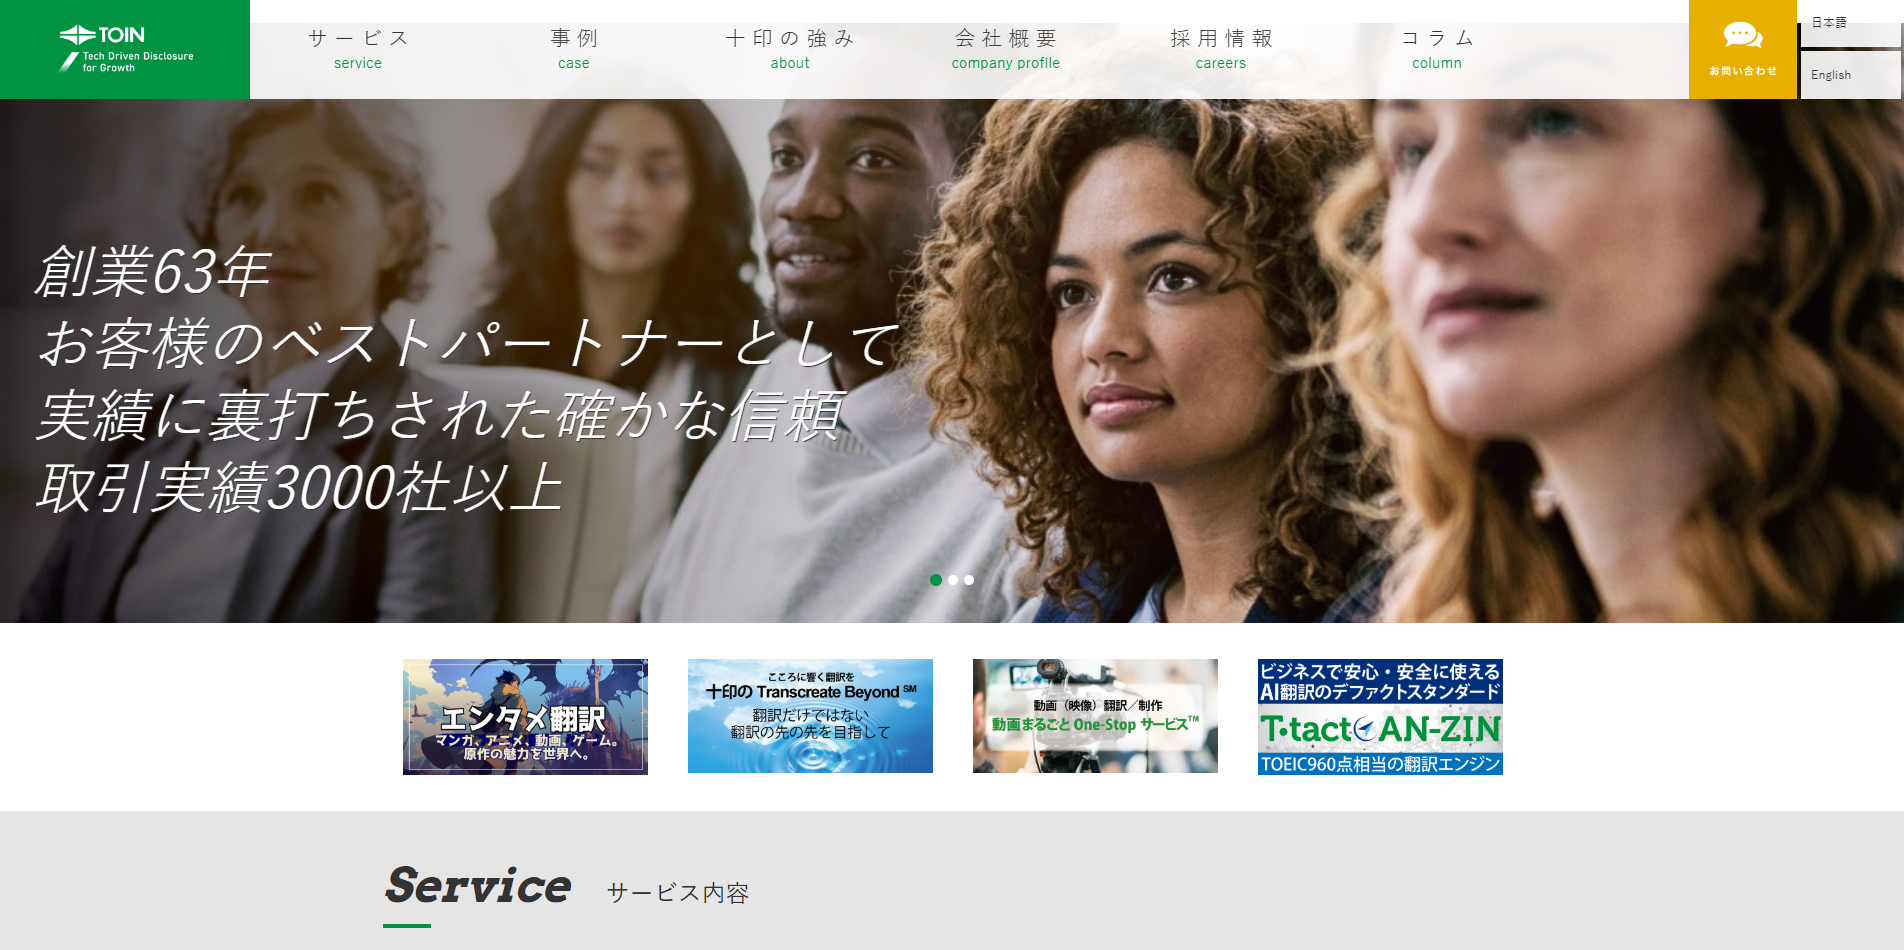 TOIN
Tech Driven Disclosure
for Growth
サービス
service
事例
case
十印の強み
about
会社概要
company profile
採用情報
careers
コラム
column
お問い合わせ
日本語
English
創業63年
お客様のベストパートナーとして
実績に裏打ちされた確かな信頼
取引実績3000社以上
エンタメ翻訳
マンガ、アニメ、動画、ゲーム。
原作の魅力を世界へ。
こころに響く翻訳を
十印の Transcreate Beyond SM
翻訳だけではない
翻訳の先の先を目指して
動画（映像）翻訳／制作
動画まるごと One-Stop サービス™
ビジネスで安心・安全に使える
AI翻訳のデファクトスタンダード
T・tact AN-ZIN
TOEIC960点相当の翻訳エンジン
Service サービス内容